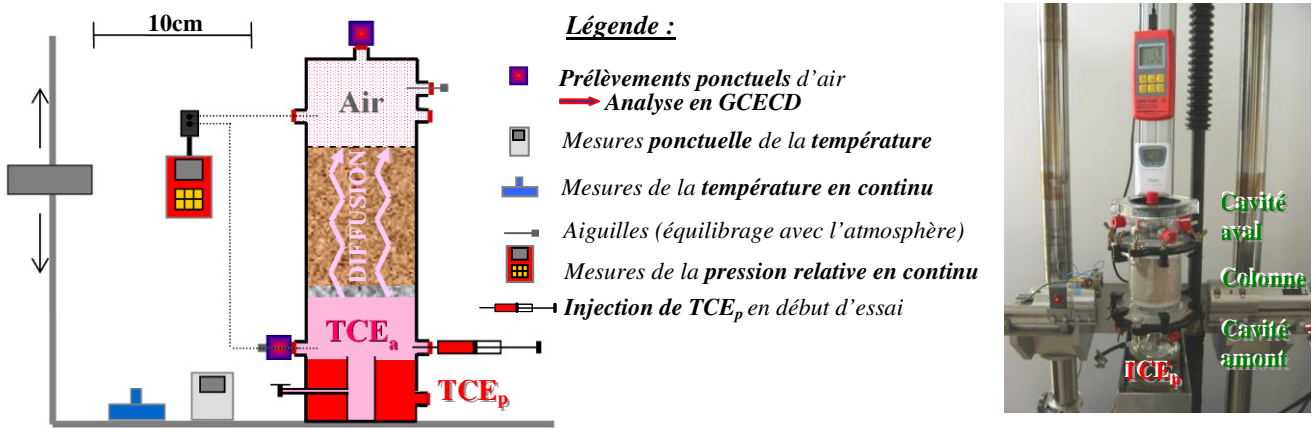 10cm
Air
DIFFUSION
TCEa
TCEp
Légende :
Prélèvements ponctuels d'air
Analyse en GCECD
Mesures ponctuelle de la température
Mesures de la température en continu
Aiguilles (équilibrage avec l'atmosphère)
Mesures de la pression relative en continu
Injection de TCEp en début d'essai
Cavité
aval
Colonne
Cavité
amont
TCEp